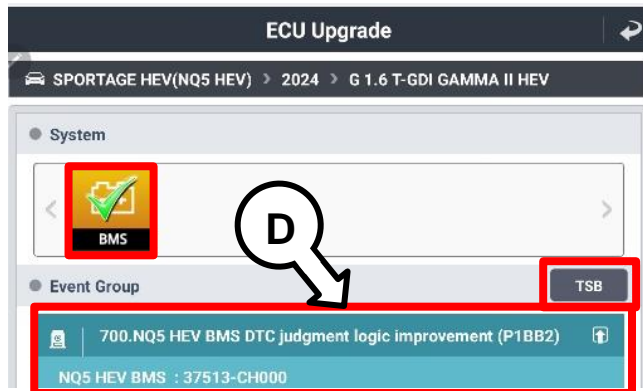 ECU Upgrade
SPORTAGE HEV(NQ5 HEV) > 2024 > G 1.6 T-GDI GAMMA II HEV
System
BMS
D
Event Group
TSB
700.NQ5 HEV BMS DTC judgment logic improvement (P1BB2)
NQ5 HEV BMS : 37513-CH000